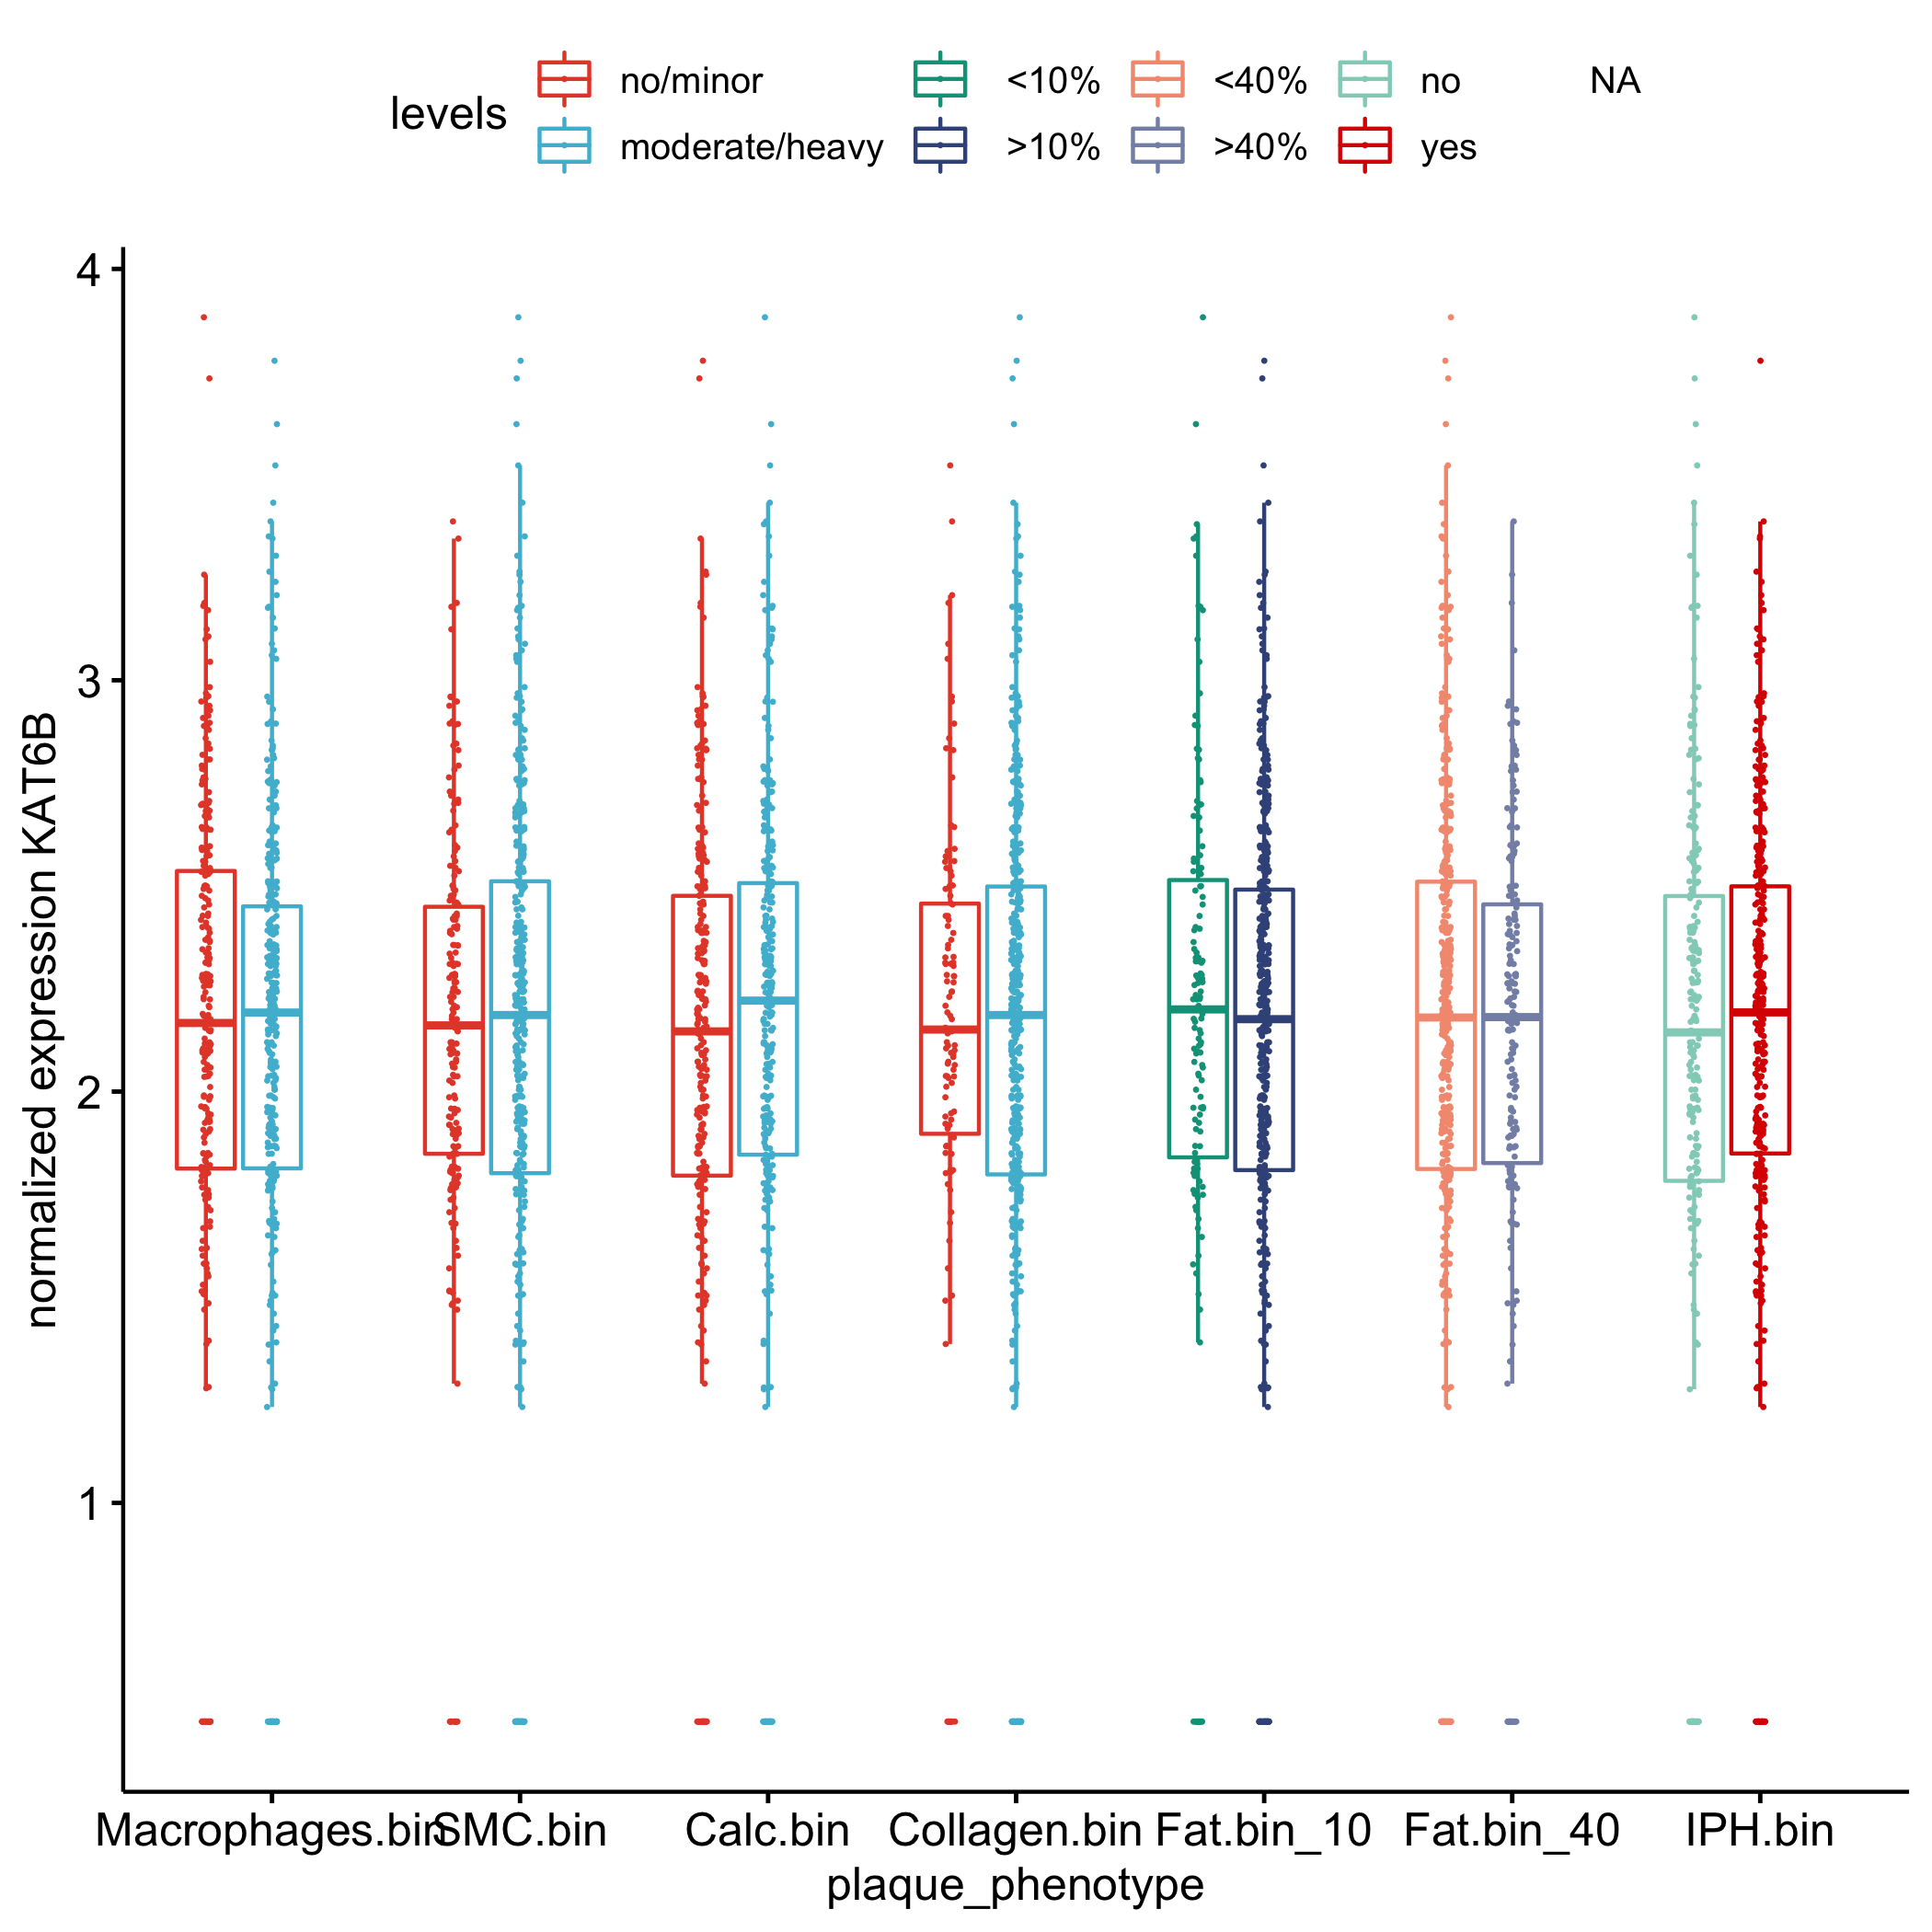 levels
no/minor <10% <40% no NA
moderate/heavy >10% >40% yes
normalized expression KAT6B
4
3
2
1
Macrophages.bin SMC.bin Calc.bin Collagen.bin Fat.bin_10 Fat.bin_40 IPH.bin
plaque_phenotype